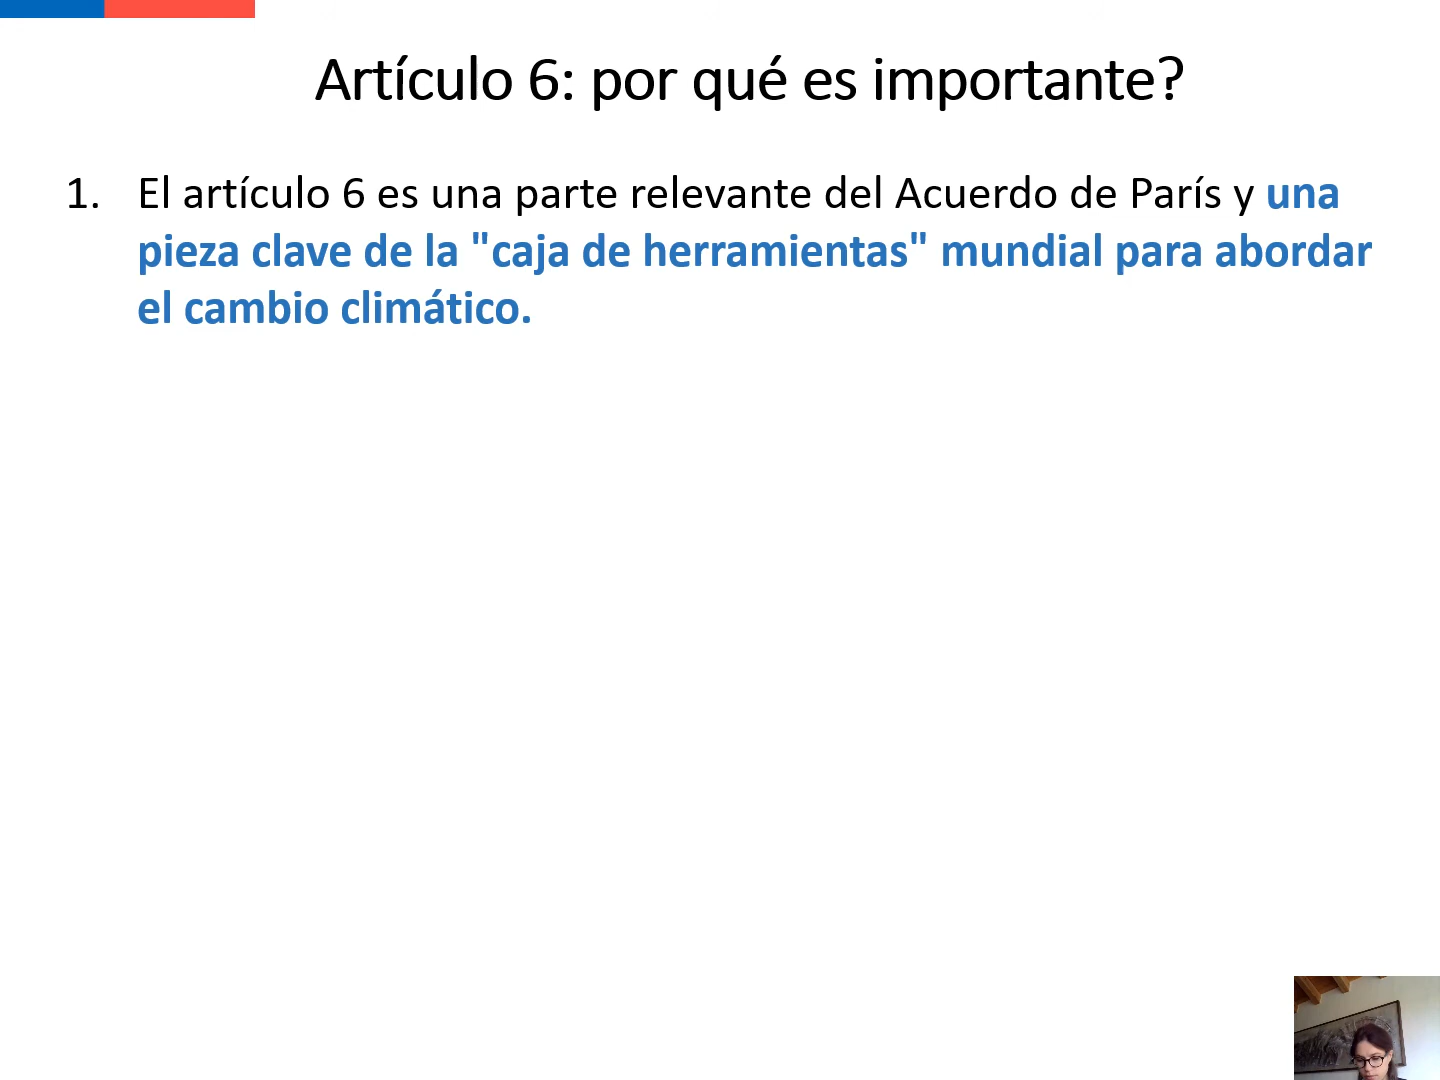 Artículo 6: por qué es importante?
1. El artículo 6 es una parte relevante del Acuerdo de París y una
pieza clave de la "caja de herramientas" mundial para abordar
el cambio climático.